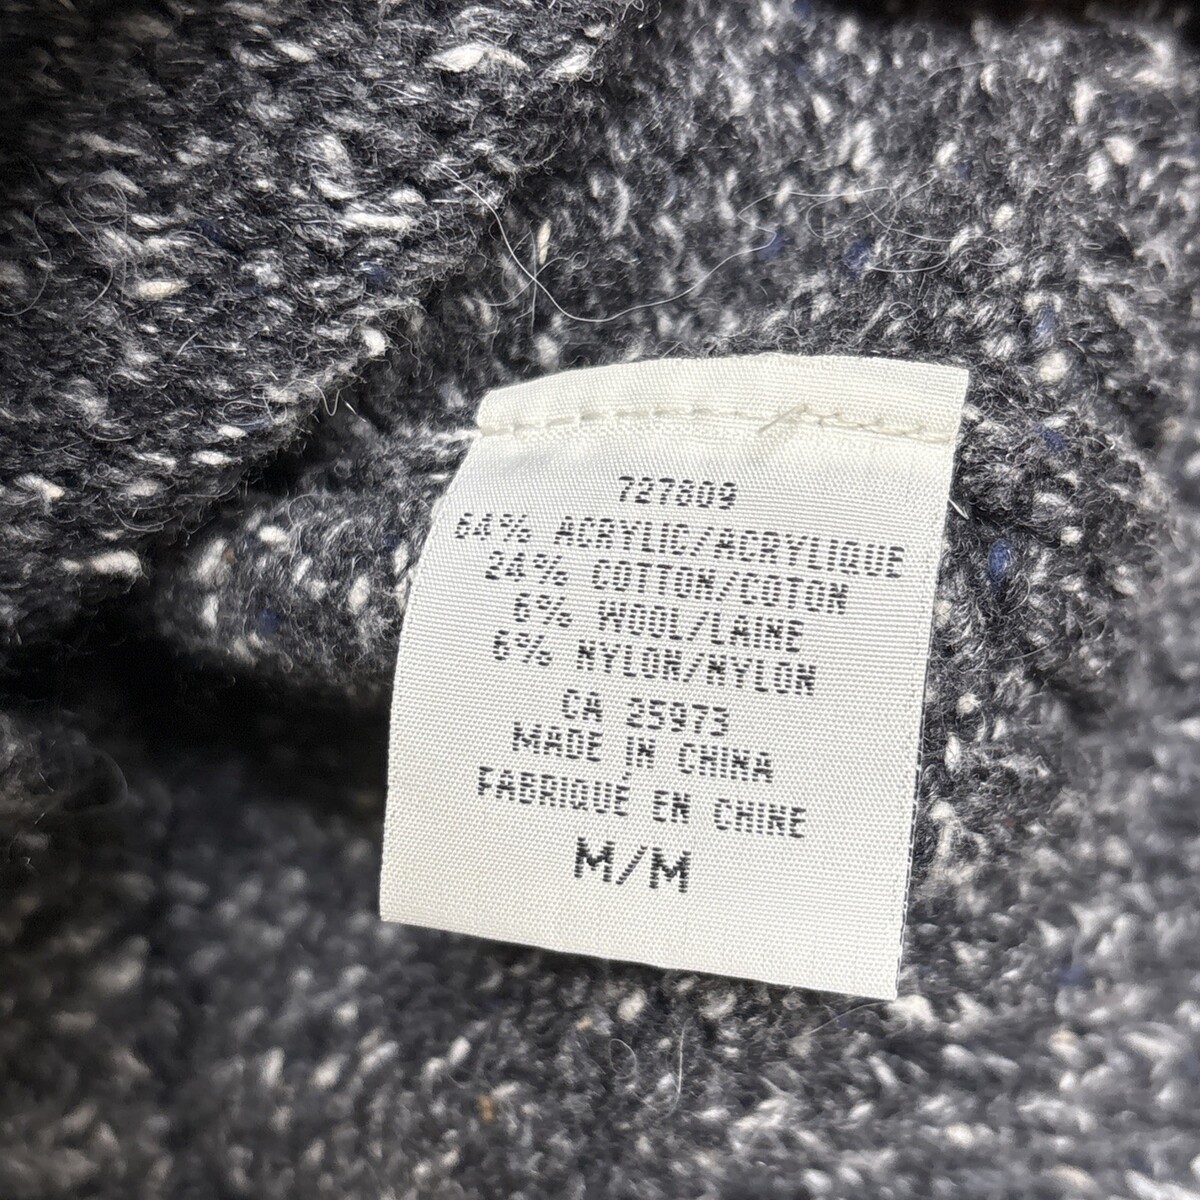 727809
64% ACRYLIC/ACRYLIQUE
24% COTTON/COTON
6% WOOL/LAINE
6% NYLON/NYLON
CA 25973
MADE IN CHINA
FABRIQUÉ EN CHINE
M/M